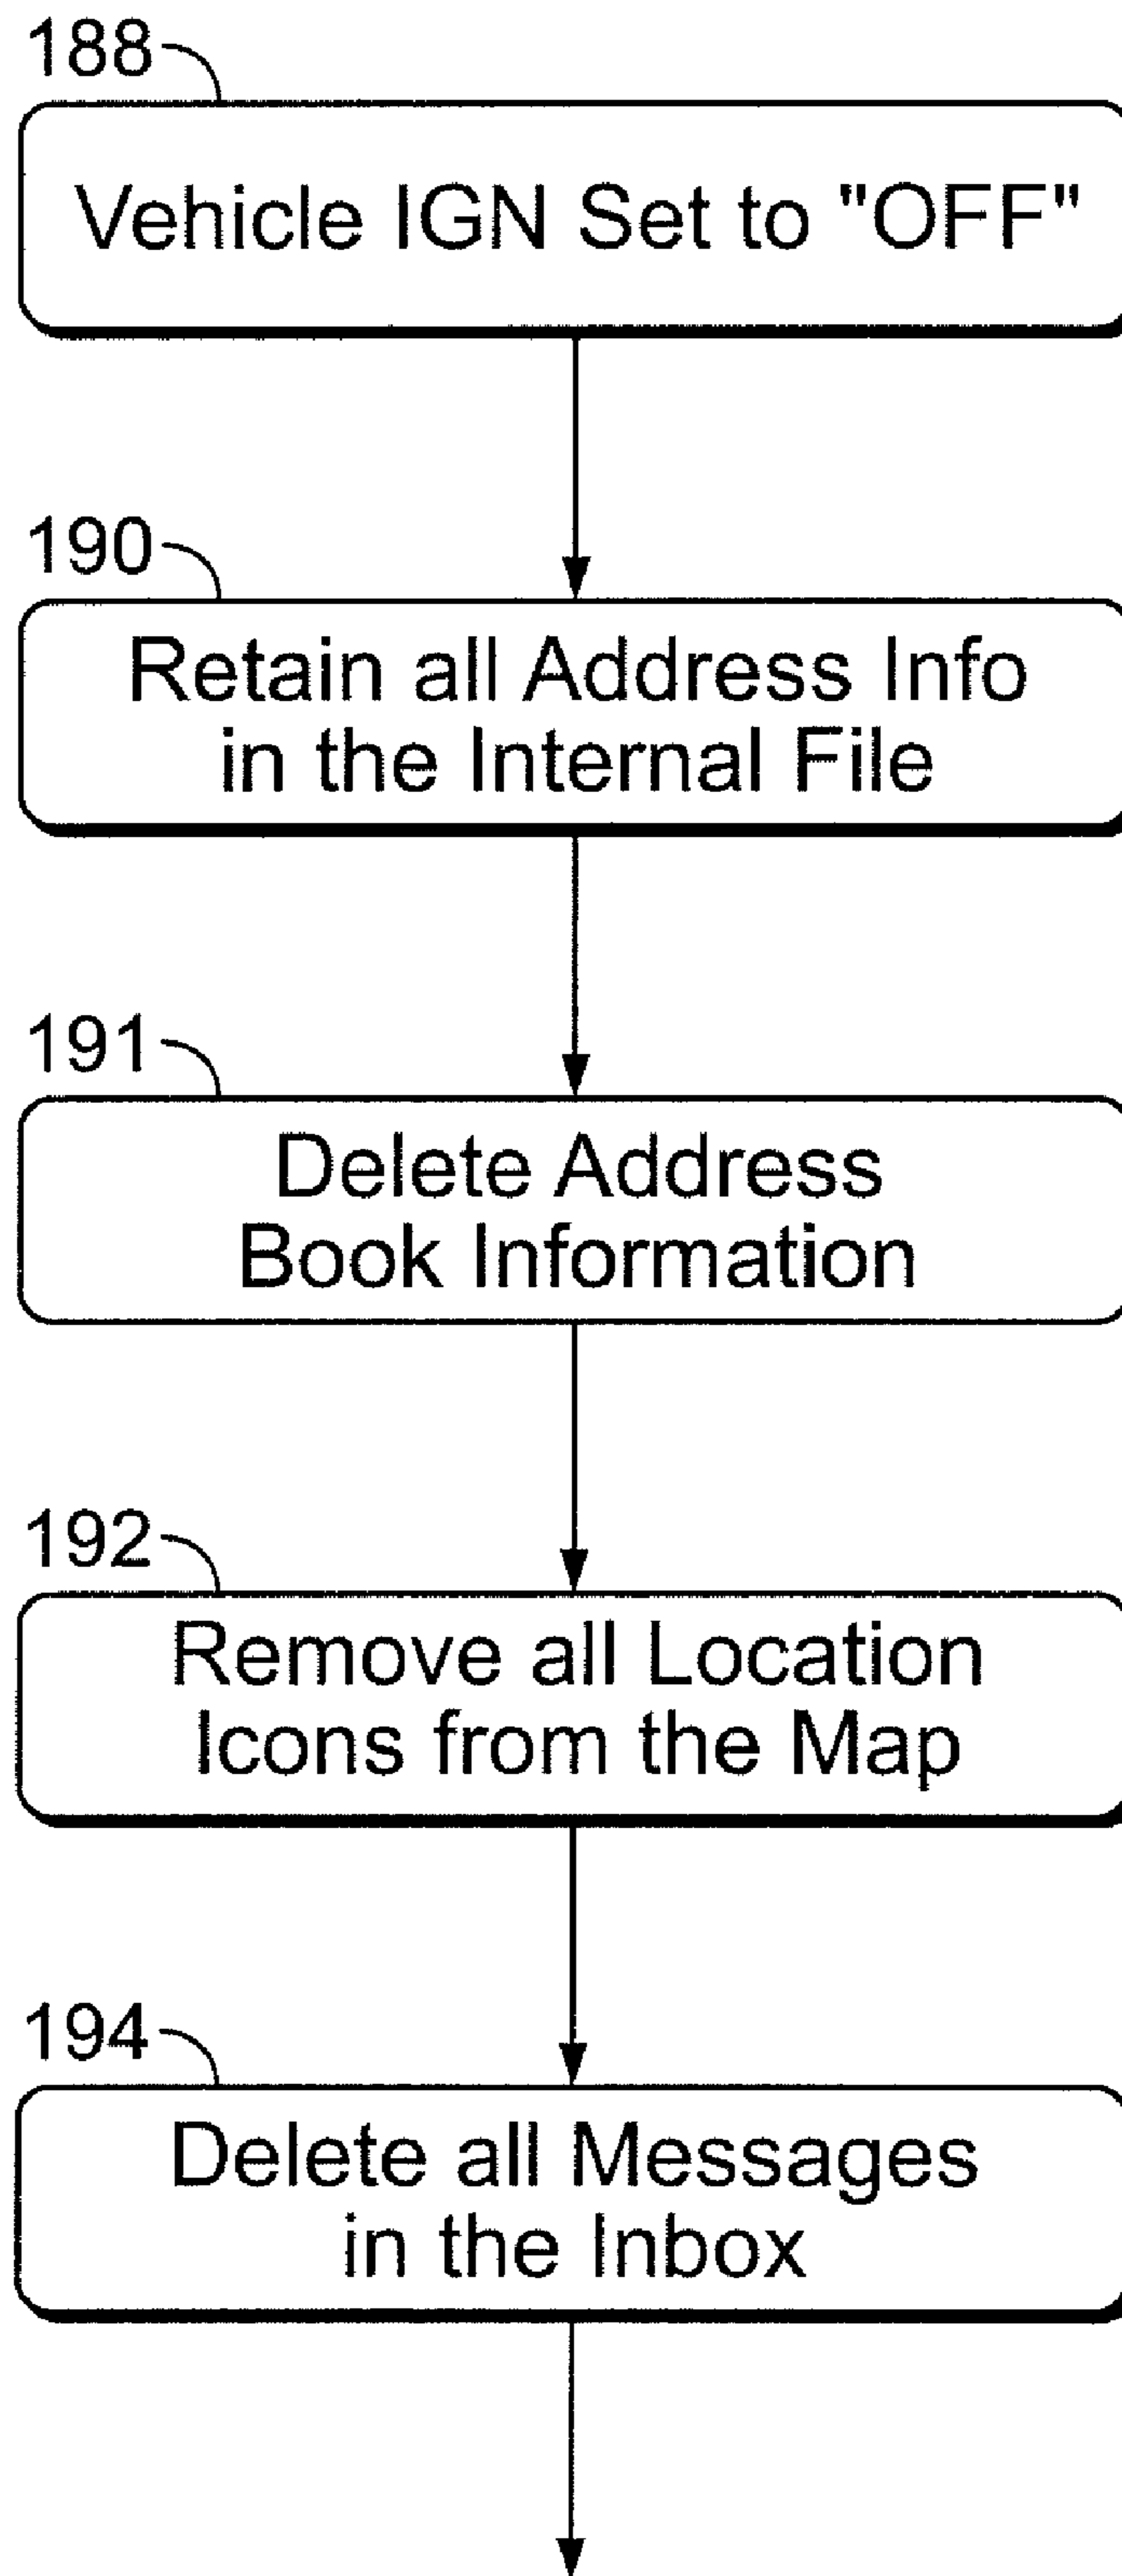 188
Vehicle IGN Set to "OFF"
190
Retain all Address Info
in the Internal File
191
Delete Address
Book Information
192
Remove all Location
Icons from the Map
194
Delete all Messages
in the Inbox